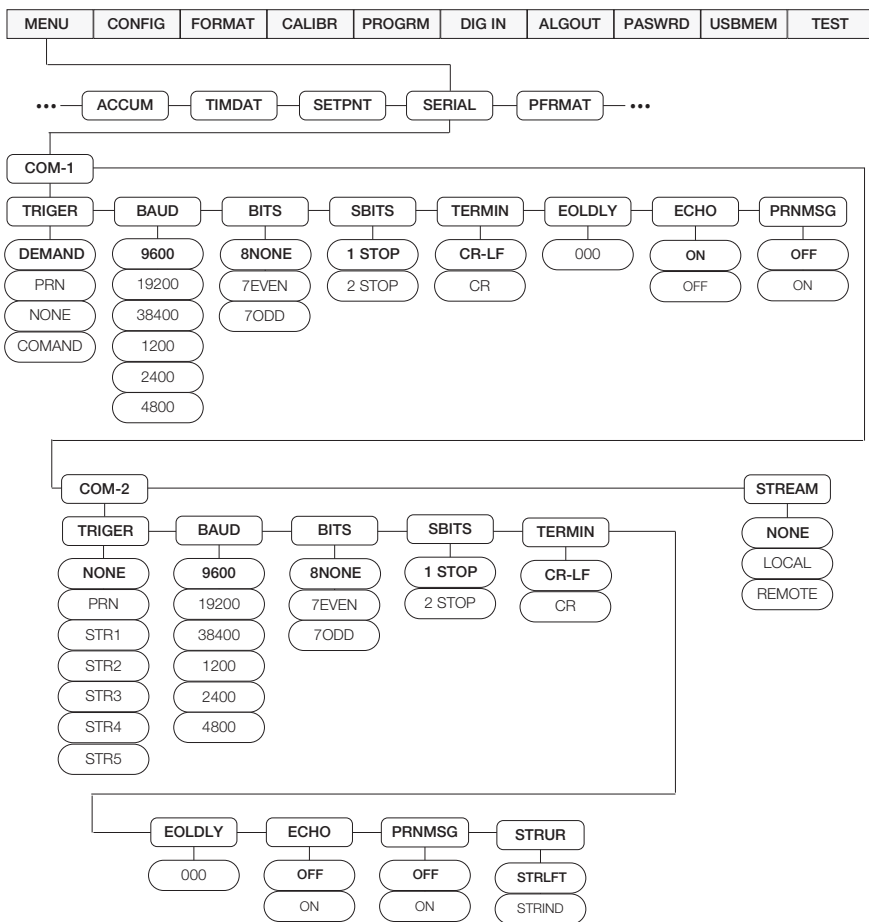 MENU CONFIG FORMAT CALIBR PROGRM DIG IN ALGOUT PASWRD USBMEM TEST
••• ACCUM TIMDAT SETPNT SERIAL PFRMAT •••
COM-1
TRIGER BAUD BITS SBITS TERMIN EOLDLY ECHO PRNMSG
DEMAND 9600 8NONE 1 STOP CR-LF 000 ON OFF
PRN 19200 7EVEN 2 STOP CR OFF ON
NONE 38400 7ODD
COMAND 1200
2400
4800
COM-2 STREAM
TRIGER BAUD BITS SBITS TERMIN NONE
NONE 9600 8NONE 1 STOP CR-LF LOCAL
PRN 19200 7EVEN 2 STOP CR REMOTE
STR1 38400 7ODD
STR2 1200
STR3 2400
STR4 4800
STR5
EOLDLY ECHO PRNMSG STRUR
000 OFF OFF STRLFT
ON ON STRIND